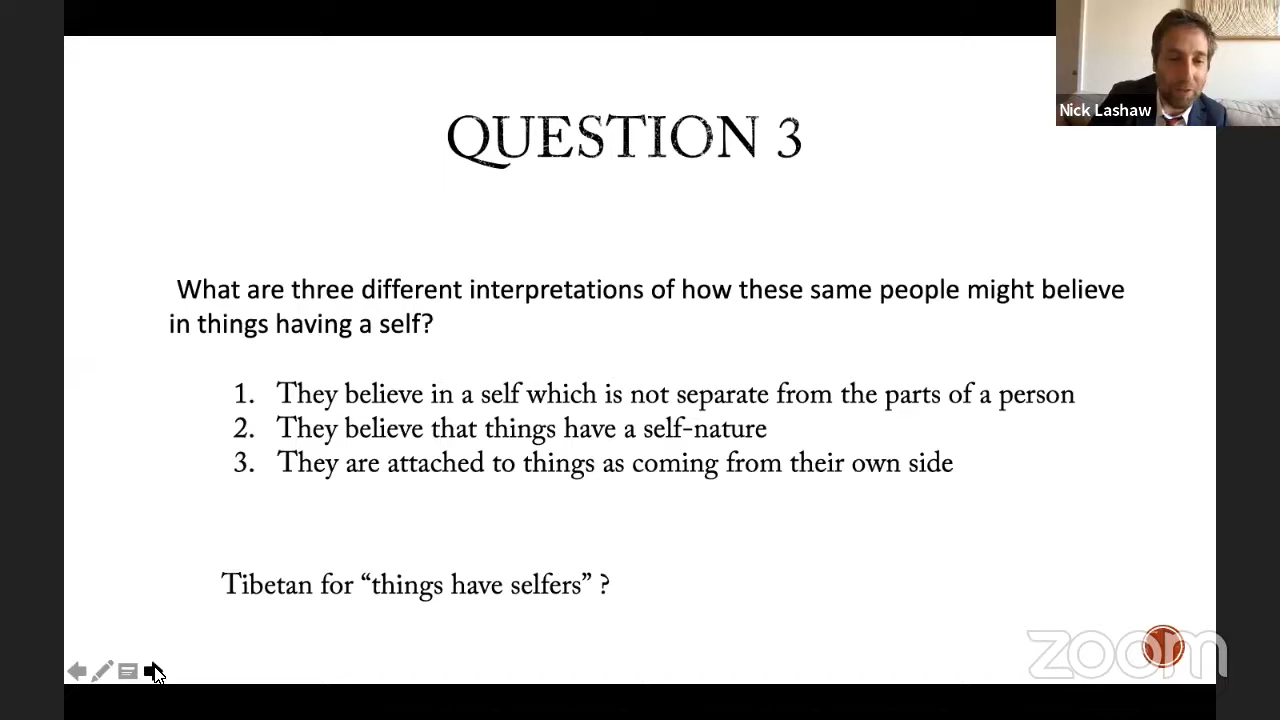 Nick Lashaw
QUESTION 3
What are three different interpretations of how these same people might believe
in things having a self?
1. They believe in a self which is not separate from the parts of a person
2. They believe that things have a self-nature
3. They are attached to things as coming from their own side
Tibetan for “things have selfers” ?
zoom